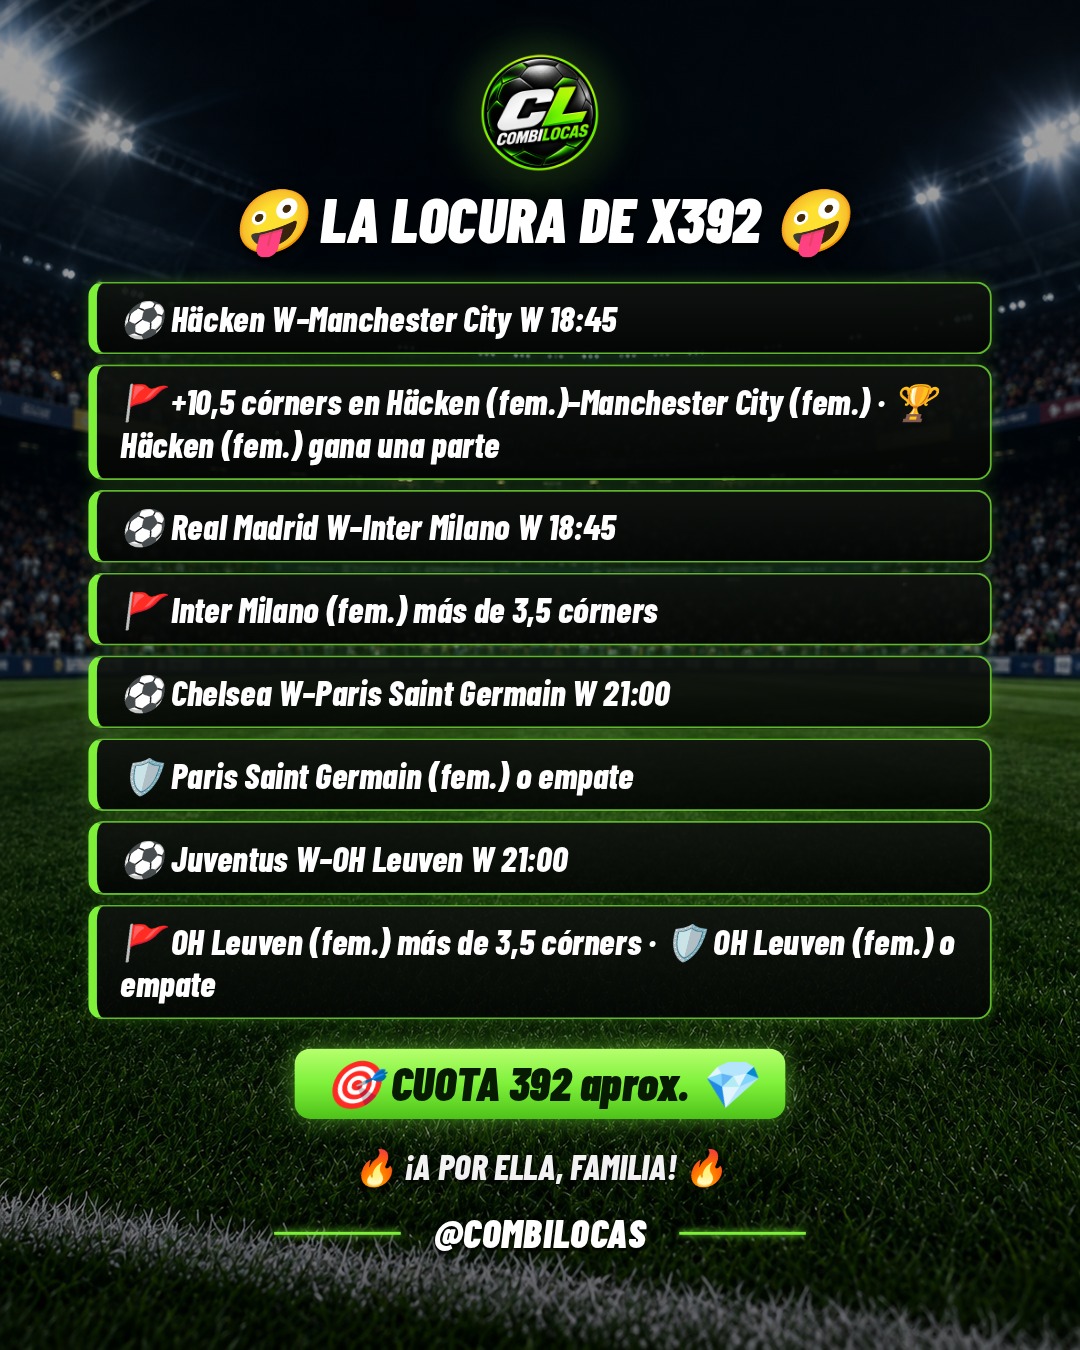 CL
COMBILOCAS
🤪 LA LOCURA DE X392 🤪
⚽ Häcken W-Manchester City W 18:45
🚩 +10,5 córners en Häcken (fem.)-Manchester City (fem.) · 🏆
Häcken (fem.) gana una parte
⚽ Real Madrid W-Inter Milano W 18:45
🚩 Inter Milano (fem.) más de 3,5 córners
⚽ Chelsea W-Paris Saint Germain W 21:00
🛡️ Paris Saint Germain (fem.) o empate
⚽ Juventus W-OH Leuven W 21:00
🚩 OH Leuven (fem.) más de 3,5 córners · 🛡️ OH Leuven (fem.) o
empate
🎯 CUOTA 392 aprox. 💎
🔥 ¡A POR ELLA, FAMILIA! 🔥
@COMBILOCAS